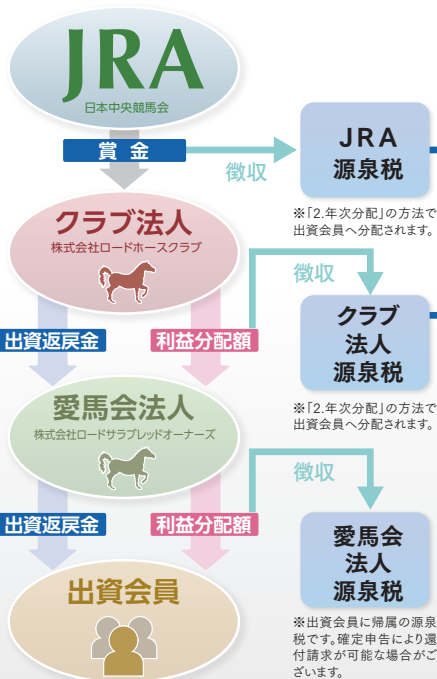 JRA
日本中央競馬会
賞金
徴収
JRA
源泉税
※「2.年次分配」の方法で
出資会員へ分配されます。
クラブ法人
株式会社ロードホースクラブ
出資返戻金
利益分配額
徴収
クラブ
法人
源泉税
※「2.年次分配」の方法で
出資会員へ分配されます。
愛馬会法人
株式会社ロードサラブレッドオーナーズ
出資返戻金
利益分配額
徴収
愛馬会
法人
源泉税
※出資会員に帰属の源泉
税です。確定申告により還
付請求が可能な場合がご
ざいます。
出資会員